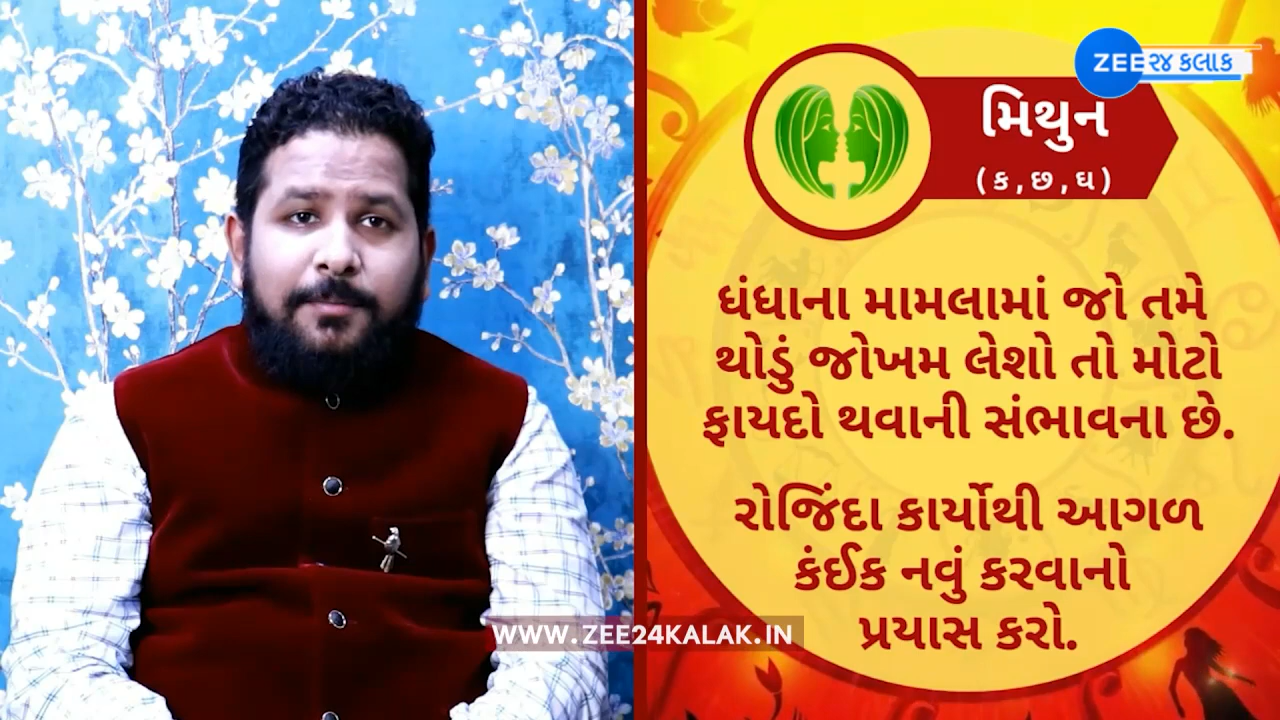 ZEE ૨૪ કલાક
મિથુન
(ક,છ,ઘ)
ધંધાના મામલામાં જો તમે
થોડું જોખમ લેશો તો મોટો
ફાયદો થવાની સંભાવના છે.
રોજિંદા કાર્યોથી આગળ
કંઈક નવું કરવાનો
પ્રયાસ કરો.
WWW.ZEE24KALAK.IN